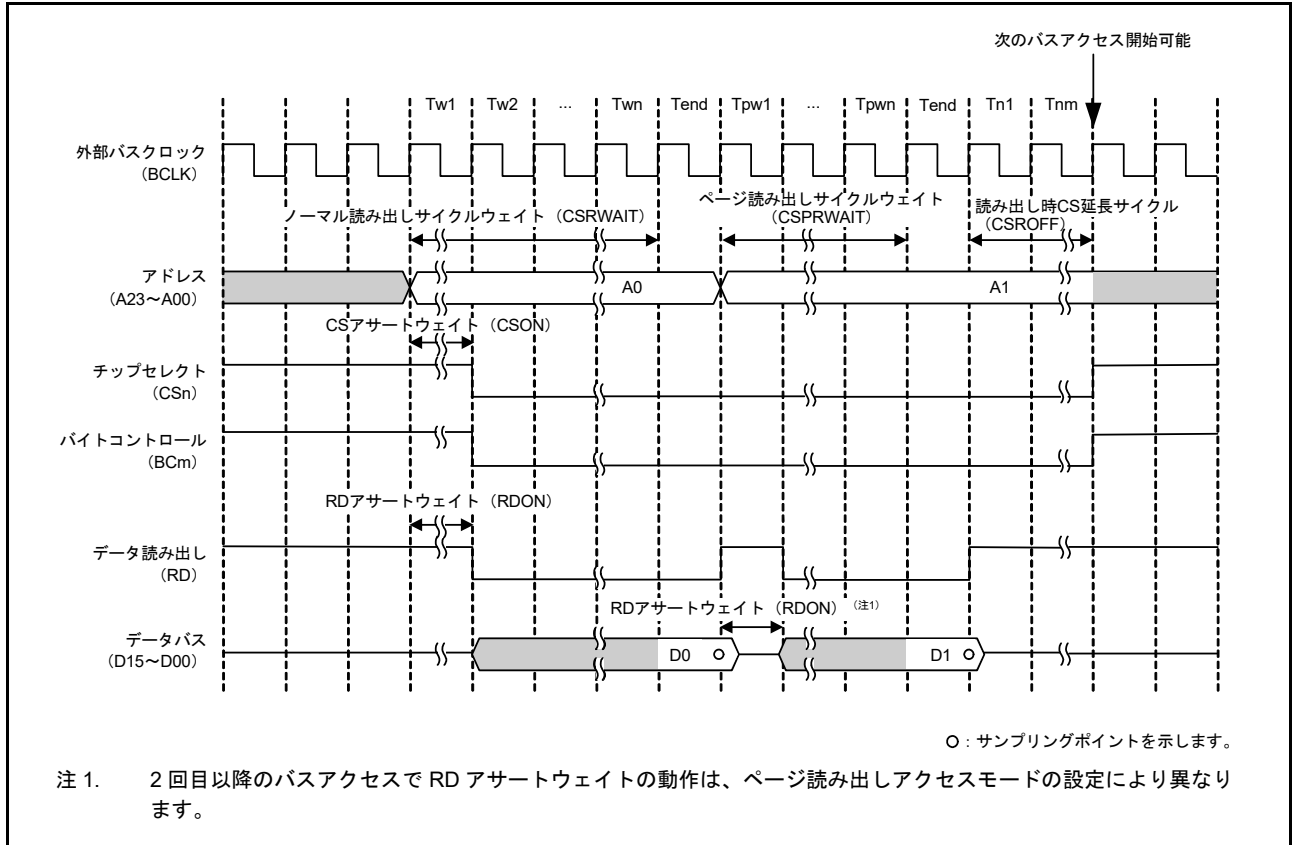 次のバスアクセス開始可能
Tw1 Tw2 ... Twn Tend Tpw1 ... Tpwn Tend Tn1 Tnm
外部バスクロック
（BCLK）
ノーマル読み出しサイクルウェイト（CSRWAIT）
ページ読み出しサイクルウェイト
（CSPRWAIT）
読み出し時CS延長サイクル
（CSROFF）
アドレス
（A23～A00）
A0 A1
CSアサートウェイト（CSON）
チップセレクト
（CSn）
バイトコントロール
（BCm）
RDアサートウェイト（RDON）
データ読み出し
（RD）
RDアサートウェイト（RDON）（注1）
データバス
（D15～D00）
D0 D1
：サンプリングポイントを示します。
注 1. 2 回目以降のバスアクセスで RD アサートウェイトの動作は、ページ読み出しアクセスモードの設定により異なり
ます。